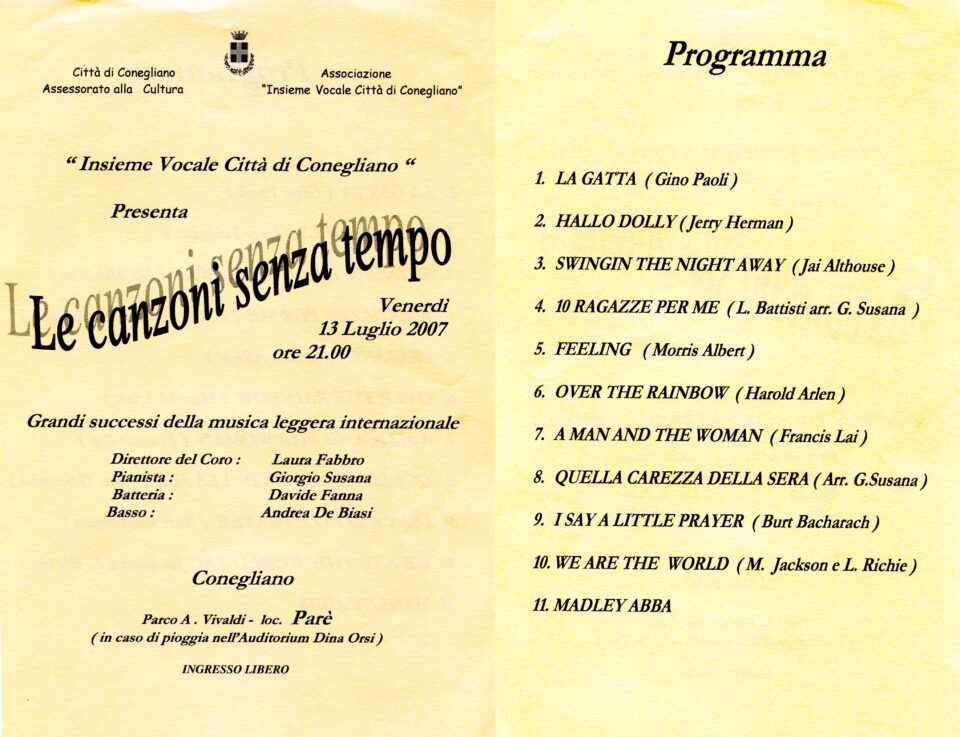 Città di Conegliano
Assessorato alla Cultura
Associazione
"Insieme Vocale Città di Conegliano"
“ Insieme Vocale Città di Conegliano “
Presenta
Le canzoni senza tempo
Venerdì
13 Luglio 2007
ore 21.00
Grandi successi della musica leggera internazionale
Direttore del Coro : Laura Fabbro
Pianista : Giorgio Susana
Batteria : Davide Fanna
Basso : Andrea De Biasi
Conegliano
Parco A . Vivaldi - loc. Parè
( in caso di pioggia nell'Auditorium Dina Orsi )
INGRESSO LIBERO
Programma
1. LA GATTA ( Gino Paoli )
2. HALLO DOLLY ( Jerry Herman )
3. SWINGIN THE NIGHT AWAY ( Jai Althouse )
4. 10 RAGAZZE PER ME ( L. Battisti arr. G. Susana )
5. FEELING ( Morris Albert )
6. OVER THE RAINBOW ( Harold Arlen )
7. A MAN AND THE WOMAN ( Francis Lai )
8. QUELLA CAREZZA DELLA SERA ( Arr. G.Susana )
9. I SAY A LITTLE PRAYER ( Burt Bacharach )
10. WE ARE THE WORLD ( M. Jackson e L. Richie )
11. MADLEY ABBA